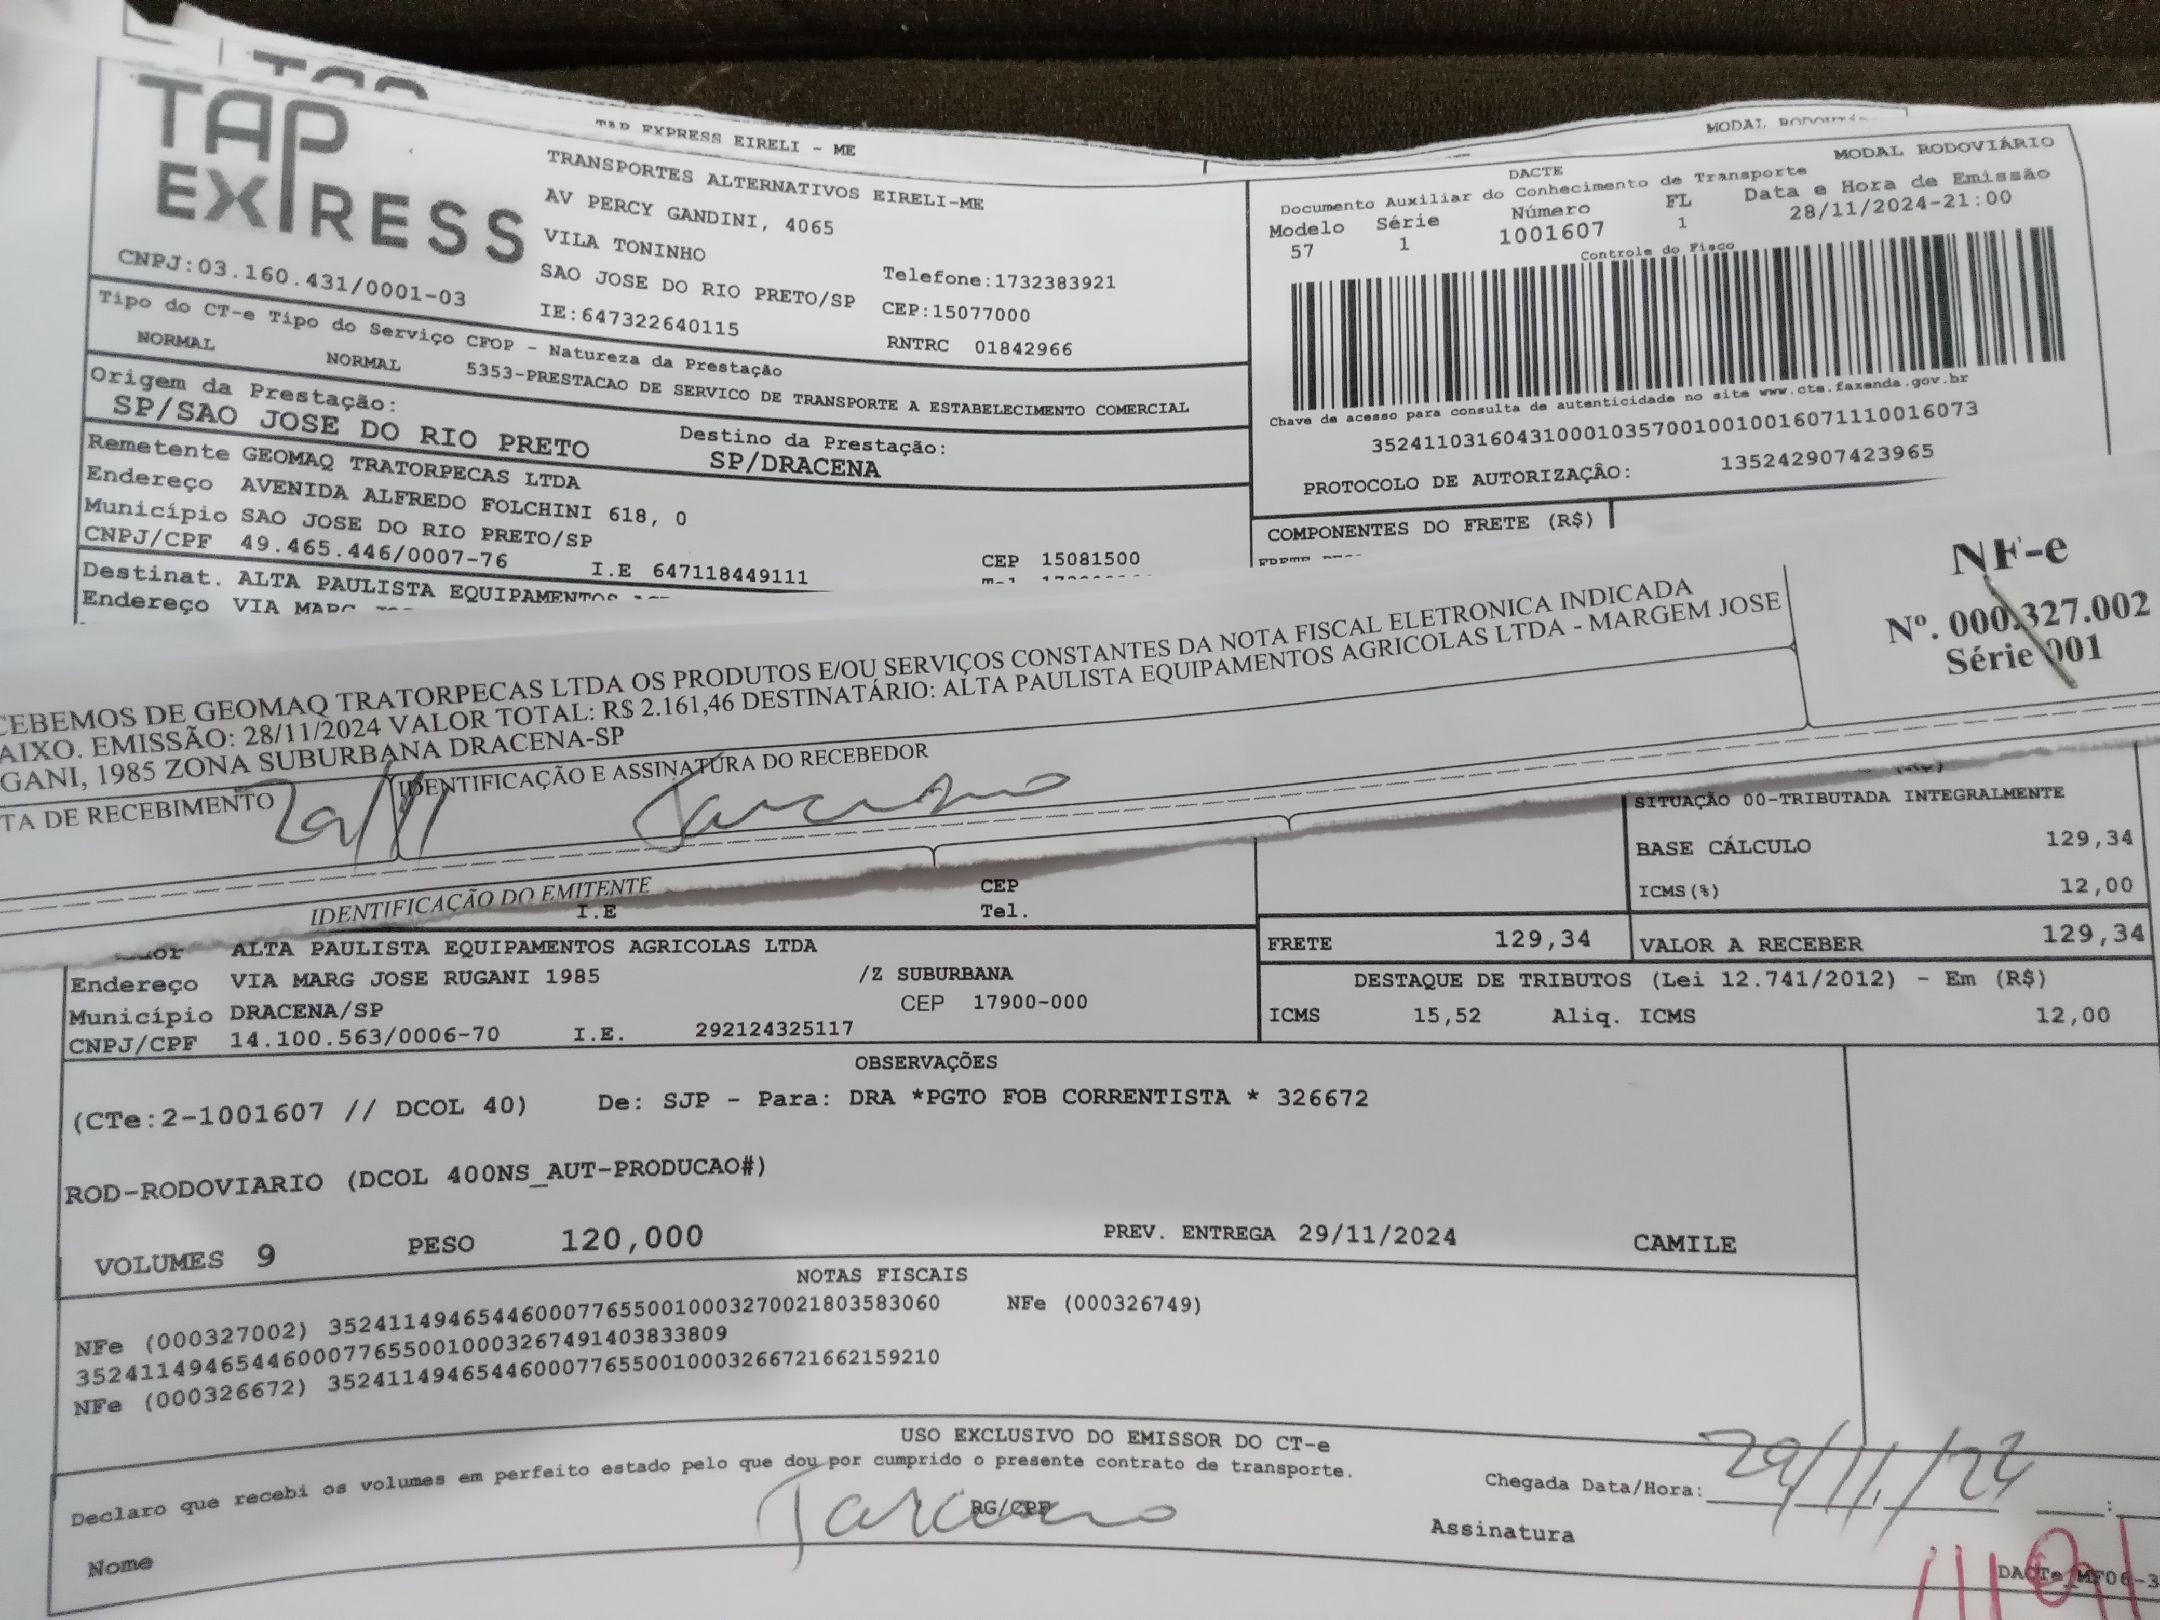 TAP EXPRESS EIRELI - ME
MODAL RODOVIÁ
TAP
EXPRESS
CNPJ:03.160.431/0001-03
TRANSPORTES ALTERNATIVOS EIRELI-ME
AV PERCY GANDINI, 4065
VILA TONINHO
SAO JOSE DO RIO PRETO/SP
IE:647322640115
Telefone:1732383921
CEP:15077000
RNTRC 01842966
DACTE
MODAL RODOVIÁRIO
Documento Auxiliar do Conhecimento de Transporte
Modelo Série Número FL Data e Hora de Emissão
57 1 1001607 1 28/11/2024-21:00
Controle do Fisco
Chave de acesso para consulta de autenticidade no site www.cte.fazenda.gov.br
35241103160431000103570010010016071110016073
PROTOCOLO DE AUTORIZAÇÃO: 135242907423965
Tipo do CT-e Tipo do Serviço CFOP - Natureza da Prestação
NORMAL NORMAL 5353-PRESTACAO DE SERVICO DE TRANSPORTE A ESTABELECIMENTO COMERCIAL
Origem da Prestação: Destino da Prestação:
SP/SAO JOSE DO RIO PRETO SP/DRACENA
Remetente GEOMAQ TRATORPECAS LTDA
Endereço AVENIDA ALFREDO FOLCHINI 618, 0
Município SAO JOSE DO RIO PRETO/SP CEP 15081500
CNPJ/CPF 49.465.446/0007-76 I.E 647118449111
Destinat. ALTA PAULISTA EQUIPAMENTOS
Endereço VIA MARG
COMPONENTES DO FRETE (R$)
CEBEMOS DE GEOMAQ TRATORPECAS LTDA OS PRODUTOS E/OU SERVIÇOS CONSTANTES DA NOTA FISCAL ELETRONICA INDICADA
AIXO. EMISSÃO: 28/11/2024 VALOR TOTAL: R$ 2.161,46 DESTINATÁRIO: ALTA PAULISTA EQUIPAMENTOS AGRICOLAS LTDA - MARGEM JOSE
GANI, 1985 ZONA SUBURBANA DRACENA-SP
NF-e
Nº. 000.327.002
Série 001
TA DE RECEBIMENTO IDENTIFICAÇÃO E ASSINATURA DO RECEBEDOR
29/11
IDENTIFICAÇÃO DO EMITENTE
CEP
I.E Tel.
SITUAÇÃO 00-TRIBUTADA INTEGRALMENTE
BASE CÁLCULO 129,34
ICMS(%) 12,00
FRETE 129,34 VALOR A RECEBER 129,34
DESTAQUE DE TRIBUTOS (Lei 12.741/2012) - Em (R$)
ICMS 15,52 Aliq. ICMS 12,00
ALTA PAULISTA EQUIPAMENTOS AGRICOLAS LTDA
Endereço VIA MARG JOSE RUGANI 1985 /Z SUBURBANA
Município DRACENA/SP CEP 17900-000
CNPJ/CPF 14.100.563/0006-70 I.E. 292124325117
OBSERVAÇÕES
(CTe:2-1001607 // DCOL 40) De: SJP - Para: DRA *PGTO FOB CORRENTISTA * 326672
ROD-RODOVIARIO (DCOL 400NS_AUT-PRODUCAO#)
VOLUMES 9 PESO 120,000 PREV. ENTREGA 29/11/2024 CAMILE
NOTAS FISCAIS
NFe (000327002) 35241149465446000776550010003270021803583060 NFe (000326749)
35241149465446000776550010003267491403833809
NFe (000326672) 35241149465446000776550010003266721662159210
USO EXCLUSIVO DO EMISSOR DO CT-e
Declaro que recebi os volumes em perfeito estado pelo que dou por cumprido o presente contrato de transporte.
Chegada Data/Hora: 29/11/24 :
Nome RG/CPF Assinatura
DACTe_MF06-3